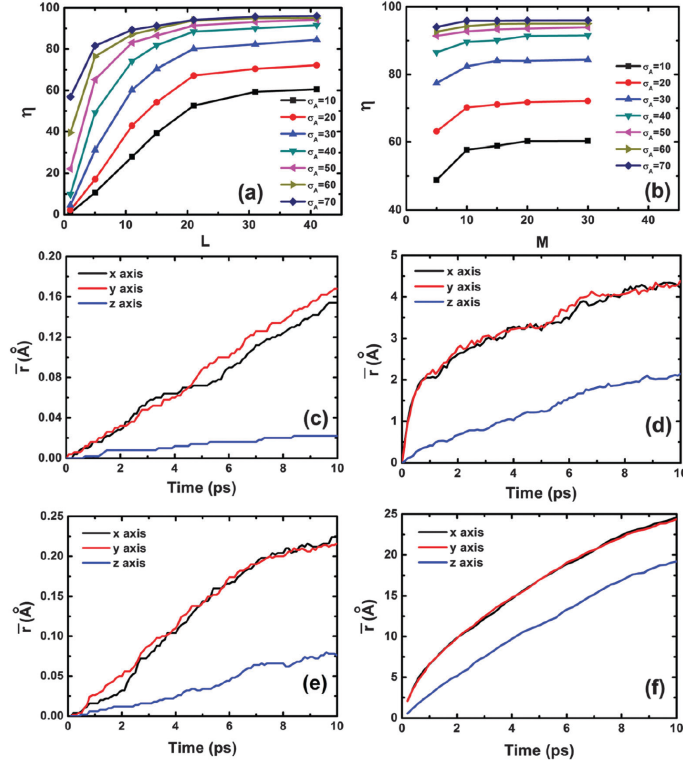 100
80
60
40
20
0
η
0 10 20 30 40
L
σA=10
σA=20
σA=30
σA=40
σA=50
σA=60
σA=70
(a)
100
90
80
70
60
50
40
η
0 10 20 30 40
M
σA=10
σA=20
σA=30
σA=40
σA=50
σA=60
σA=70
(b)
0.20
0.16
0.12
0.08
0.04
0.00
r̅ (Å)
x axis
y axis
z axis
(c)
0 2 4 6 8 10
Time (ps)
5
4
3
2
1
0
r̅ (Å)
x axis
y axis
z axis
(d)
0 2 4 6 8 10
Time (ps)
0.25
0.20
0.15
0.10
0.05
0.00
r̅ (Å)
x axis
y axis
z axis
(e)
0 2 4 6 8 10
Time (ps)
25
20
15
10
5
0
r̅ (Å)
x axis
y axis
z axis
(f)
0 2 4 6 8 10
Time (ps)